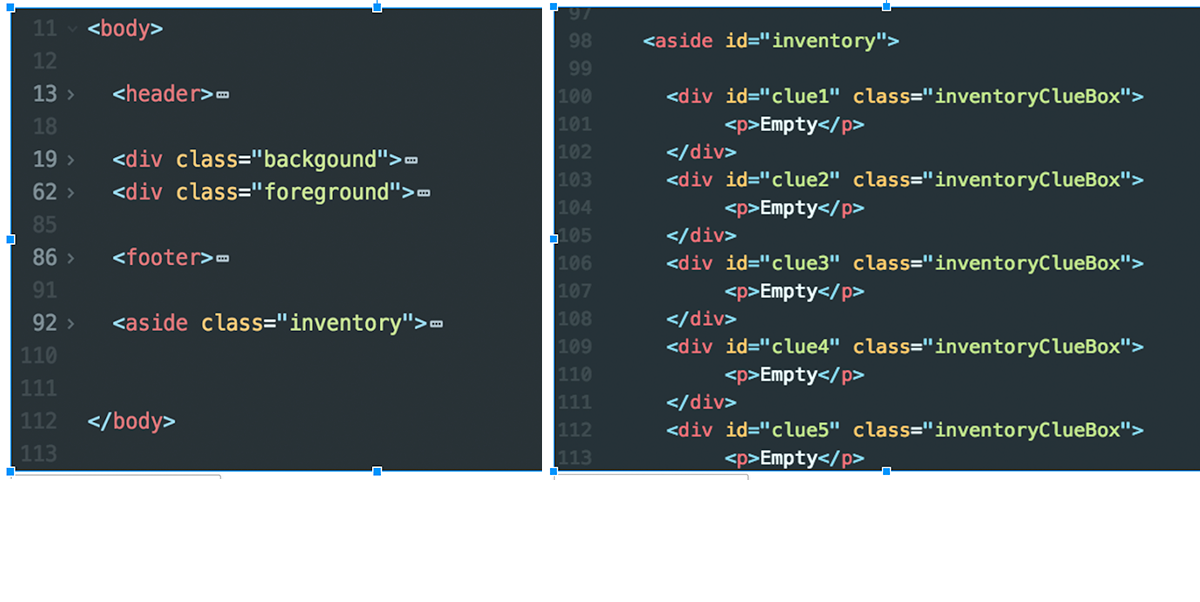 11 <body>
12
13 <header>
18
19 <div class="backgound">
62 <div class="foreground">
85
86 <footer>
91
92 <aside class="inventory">
110
111
112 </body>
113
97
98 <aside id="inventory">
99
100 <div id="clue1" class="inventoryClueBox">
101 <p>Empty</p>
102 </div>
103 <div id="clue2" class="inventoryClueBox">
104 <p>Empty</p>
105 </div>
106 <div id="clue3" class="inventoryClueBox">
107 <p>Empty</p>
108 </div>
109 <div id="clue4" class="inventoryClueBox">
110 <p>Empty</p>
111 </div>
112 <div id="clue5" class="inventoryClueBox">
113 <p>Empty</p>